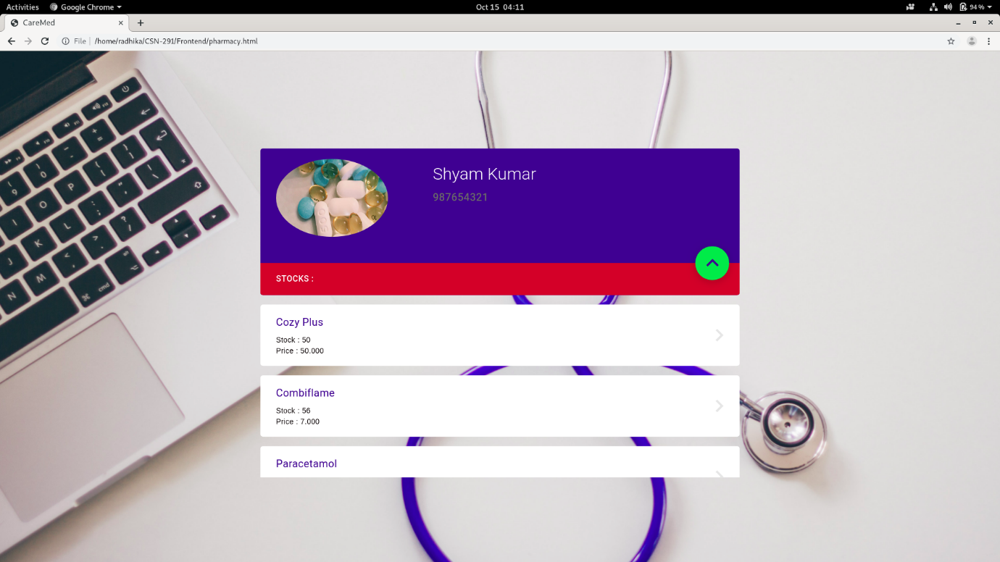 Activities Google Chrome Oct 15 04:11 94 %
CareMed
File /home/radhika/CSN-291/Frontend/pharmacy.html
Shyam Kumar
987654321
STOCKS :
Cozy Plus
Stock : 50
Price : 50.000
Combiflame
Stock : 56
Price : 7.000
Paracetamol
cmd